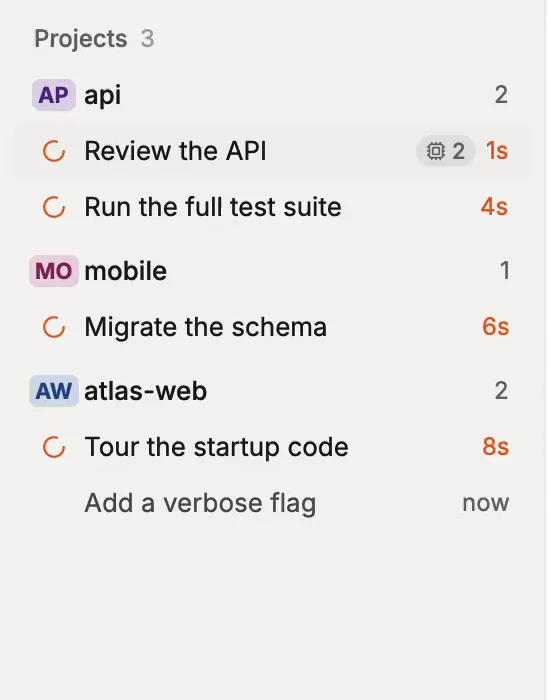 Projects 3
AP api 2
Review the API 2 1s
Run the full test suite 4s
MO mobile 1
Migrate the schema 6s
AW atlas-web 2
Tour the startup code 8s
Add a verbose flag now